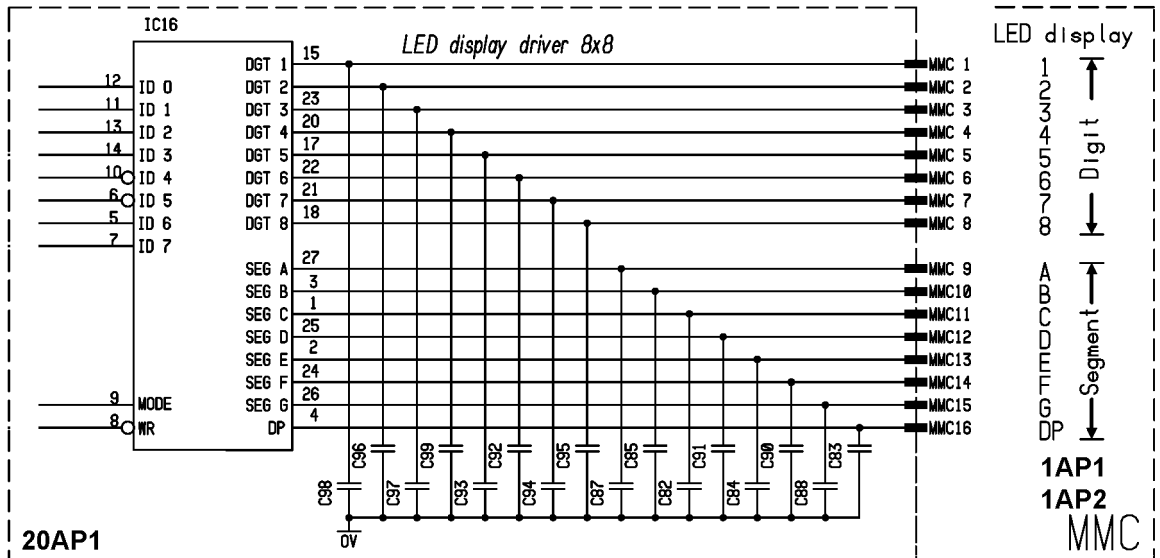 IC16
LED display driver 8x8
LED display
DGT 1 15 MMC 1 1
12 ID 0 DGT 2 MMC 2 2
11 ID 1 DGT 3 23 MMC 3 3
13 ID 2 DGT 4 20 MMC 4 4
14 ID 3 DGT 5 17 MMC 5 5
10 ID 4 DGT 6 22 MMC 6 6
6 ID 5 DGT 7 21 MMC 7 7
5 ID 6 DGT 8 18 MMC 8 8
Digit
7 ID 7
SEG A 27 MMC 9 A
SEG B 3 MMC10 B
SEG C 1 MMC11 C
SEG D 25 MMC12 D
SEG E 2 MMC13 E
SEG F 24 MMC14 F
9 MODE SEG G 26 MMC15 G
8 WR DP 4 MMC16 DP
Segment
C96 C99 C92 C95 C85 C91 C90 C83
C98 C97 C93 C94 C87 C82 C84 C88
0V
1AP1
1AP2
20AP1
MMC